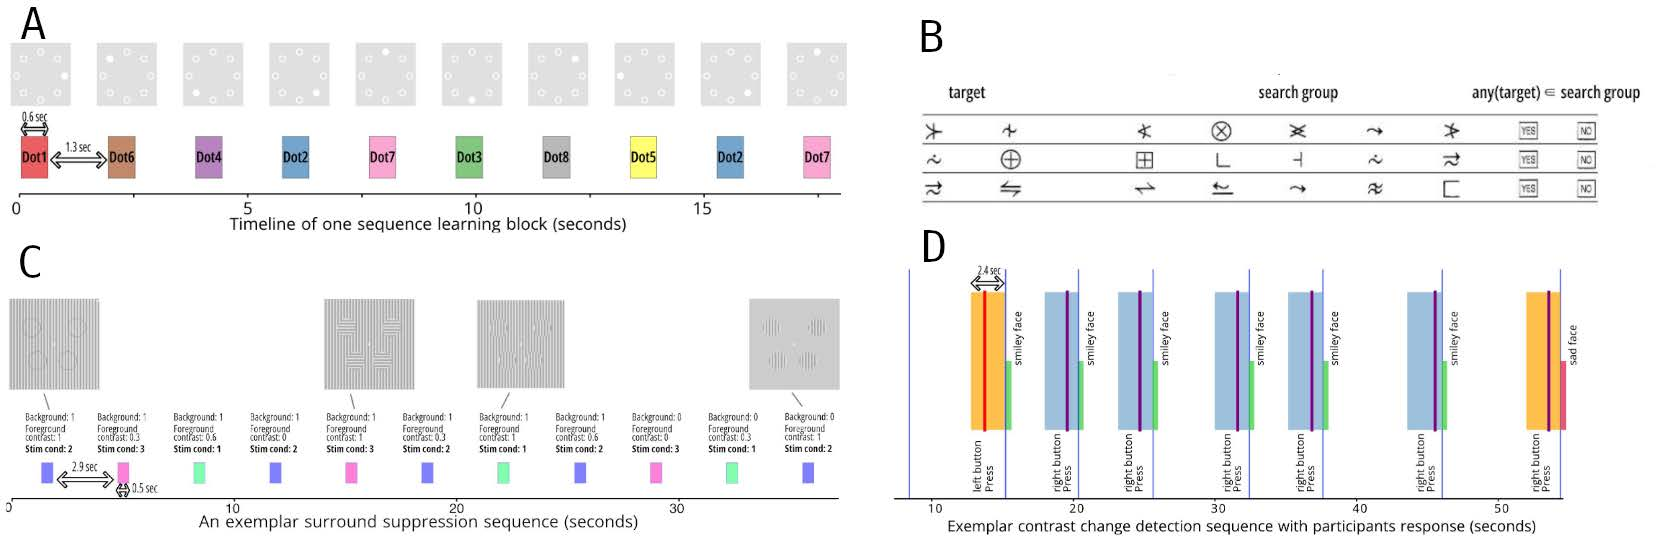 A
0.6 sec
Dot1 Dot6 Dot4 Dot2 Dot7 Dot3 Dot8 Dot5 Dot2 Dot7
1.3 sec
0 5 10 15
Timeline of one sequence learning block (seconds)
B
target search group any(target) ∈ search group
YES NO
YES NO
YES NO
C
Background: 1 Background: 1 Background: 1 Background: 1 Background: 1 Background: 1 Background: 1 Background: 1 Background: 0 Background: 0 Background: 0
Foreground Foreground Foreground Foreground Foreground Foreground Foreground Foreground Foreground Foreground Foreground
contrast: 1 contrast: 0.3 contrast: 0.6 contrast: 0 contrast: 1 contrast: 0.3 contrast: 1 contrast: 0.6 contrast: 0 contrast: 0.3 contrast: 1
Stim cond: 2 Stim cond: 3 Stim cond: 1 Stim cond: 2 Stim cond: 3 Stim cond: 2 Stim cond: 1 Stim cond: 2 Stim cond: 3 Stim cond: 1 Stim cond: 2
2.9 sec
0.5 sec
0 10 20 30
An exemplar surround suppression sequence (seconds)
D
2.4 sec
smiley face
smiley face
smiley face
smiley face
smiley face
smiley face
sad face
left button
Press
right button
Press
right button
Press
right button
Press
right button
Press
right button
Press
right button
Press
10 20 30 40 50
Exemplar contrast change detection sequence with participants response (seconds)